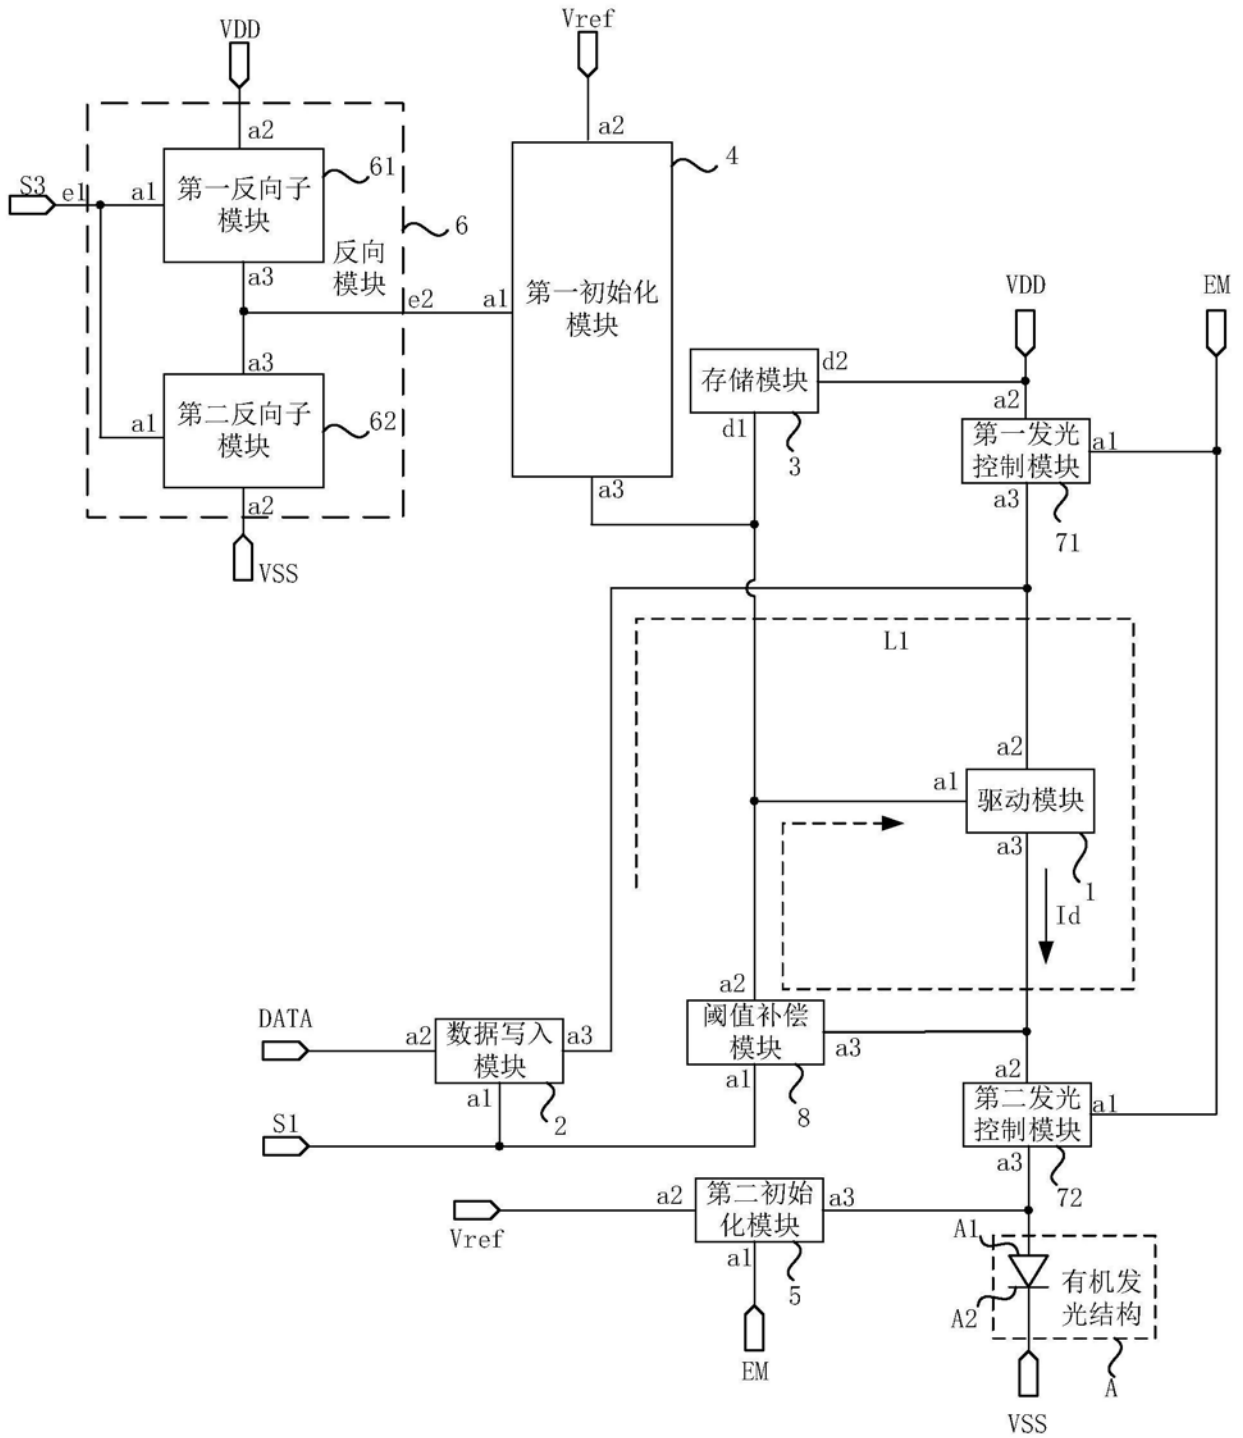 Vref
VDD
a2
a2
4
61
S3
e1
a1
第一反向子
模块
6
反向
模块
a3
e2
a1
第一初始化
模块
VDD
EM
a3
d2
存储模块
a2
第二反向子
模块
62
a1
d1
3
第一发光
控制模块
a1
a3
a3
71
a2
VSS
L1
a2
a1
驱动模块
a3
1
Id
a2
DATA
a2
数据写入
模块
a3
阈值补偿
模块
a3
a1
a1
2
8
S1
a2
第二发光
控制模块
a1
a3
72
a2
第二初始
化模块
a3
Vref
a1
5
A1
A2
有机发
光结构
EM
A
VSS